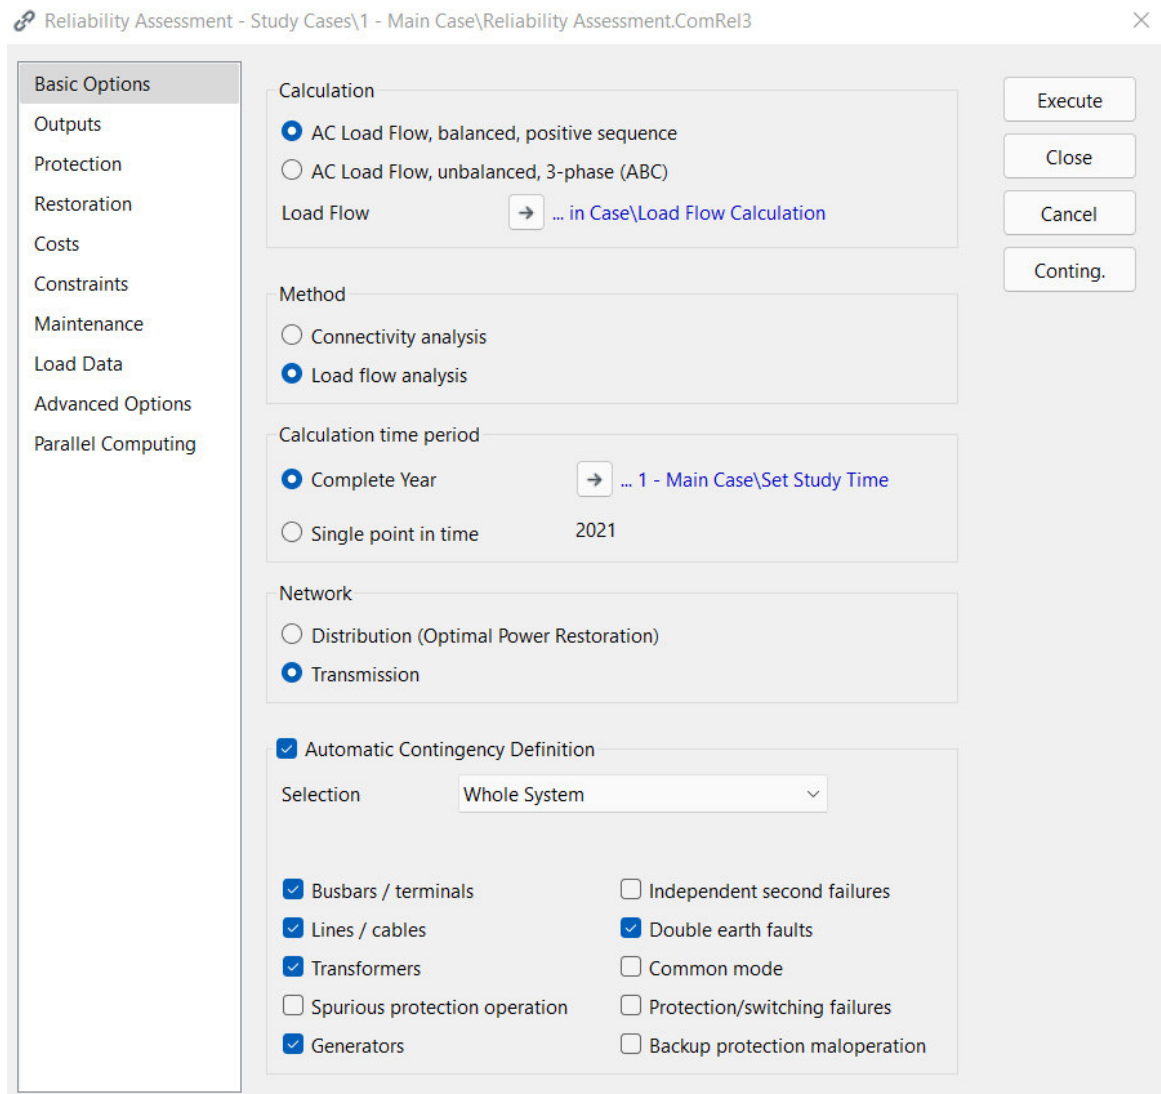 Reliability Assessment - Study Cases\1 - Main Case\Reliability Assessment.ComRel3
Basic Options
Outputs
Protection
Restoration
Costs
Constraints
Maintenance
Load Data
Advanced Options
Parallel Computing
Calculation
AC Load Flow, balanced, positive sequence
AC Load Flow, unbalanced, 3-phase (ABC)
Load Flow ... in Case\Load Flow Calculation
Method
Connectivity analysis
Load flow analysis
Calculation time period
Complete Year ... 1 - Main Case\Set Study Time
Single point in time 2021
Network
Distribution (Optimal Power Restoration)
Transmission
Automatic Contingency Definition
Selection Whole System
Busbars / terminals
Lines / cables
Transformers
Spurious protection operation
Generators
Independent second failures
Double earth faults
Common mode
Protection/switching failures
Backup protection maloperation
Execute
Close
Cancel
Conting.